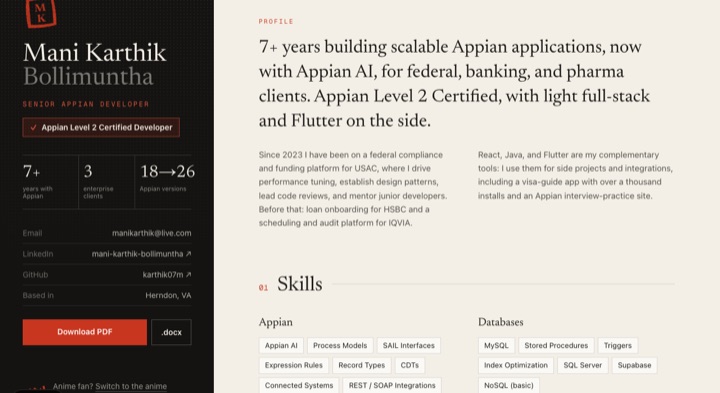 M
K
Mani Karthik
Bollimuntha
SENIOR APPIAN DEVELOPER
✓ Appian Level 2 Certified Developer
7+
years with
Appian
3
enterprise
clients
18→26
Appian versions
Email manikarthik@live.com
LinkedIn mani-karthik-bollimuntha ↗
GitHub karthik07m ↗
Based in Herndon, VA
Download PDF
.docx
Anime fan? Switch to the anime
PROFILE
7+ years building scalable Appian applications, now
with Appian AI, for federal, banking, and pharma
clients. Appian Level 2 Certified, with light full-stack
and Flutter on the side.
Since 2023 I have been on a federal compliance
and funding platform for USAC, where I drive
performance tuning, establish design patterns,
lead code reviews, and mentor junior developers.
Before that: loan onboarding for HSBC and a
scheduling and audit platform for IQVIA.
React, Java, and Flutter are my complementary
tools: I use them for side projects and integrations,
including a visa-guide app with over a thousand
installs and an Appian interview-practice site.
01 Skills
Appian
Appian AI Process Models SAIL Interfaces
Expression Rules Record Types CDTs
Connected Systems REST / SOAP Integrations
Databases
MySQL Stored Procedures Triggers
Index Optimization SQL Server Supabase
NoSQL (basic)